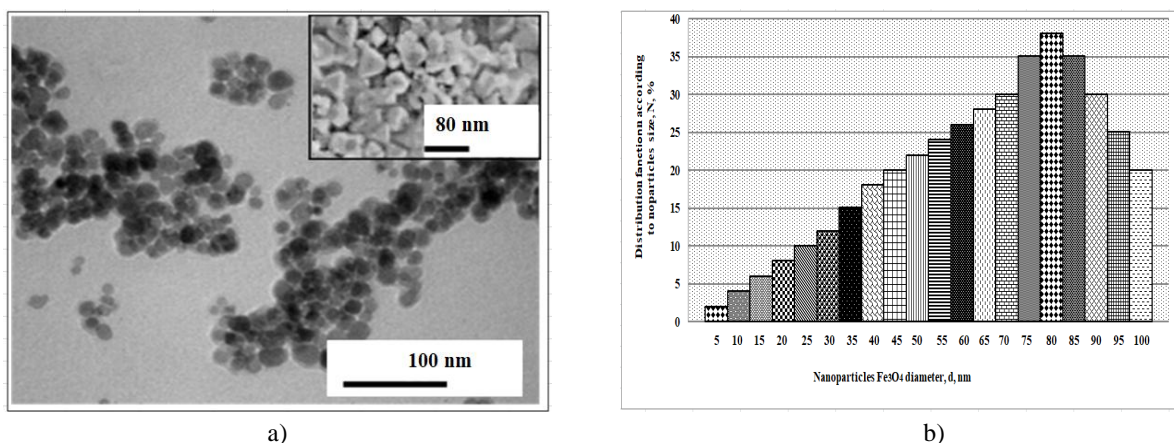 80 nm
100 nm
a)
Distribution fanctionn according
to noparticles size, N, %
40
35
30
25
20
15
10
5
0
5 10 15 20 25 30 35 40 45 50 55 60 65 70 75 80 85 90 95 100
Nanoparticles Fe3O4 diameter, d, nm
b)